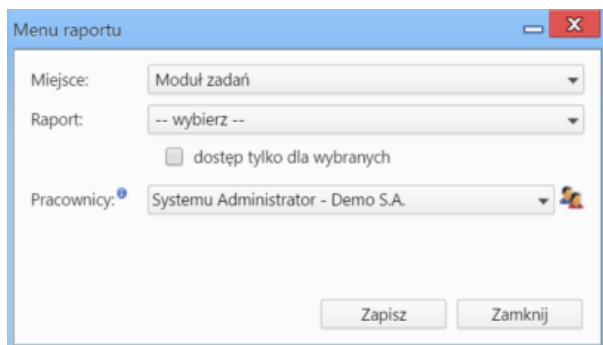 Menu raportu
Miejsce: Moduł zadań
Raport: -- wybierz --
dostęp tylko dla wybranych
Pracownicy: Systemu Administrator - Demo S.A.
Zapisz Zamknij